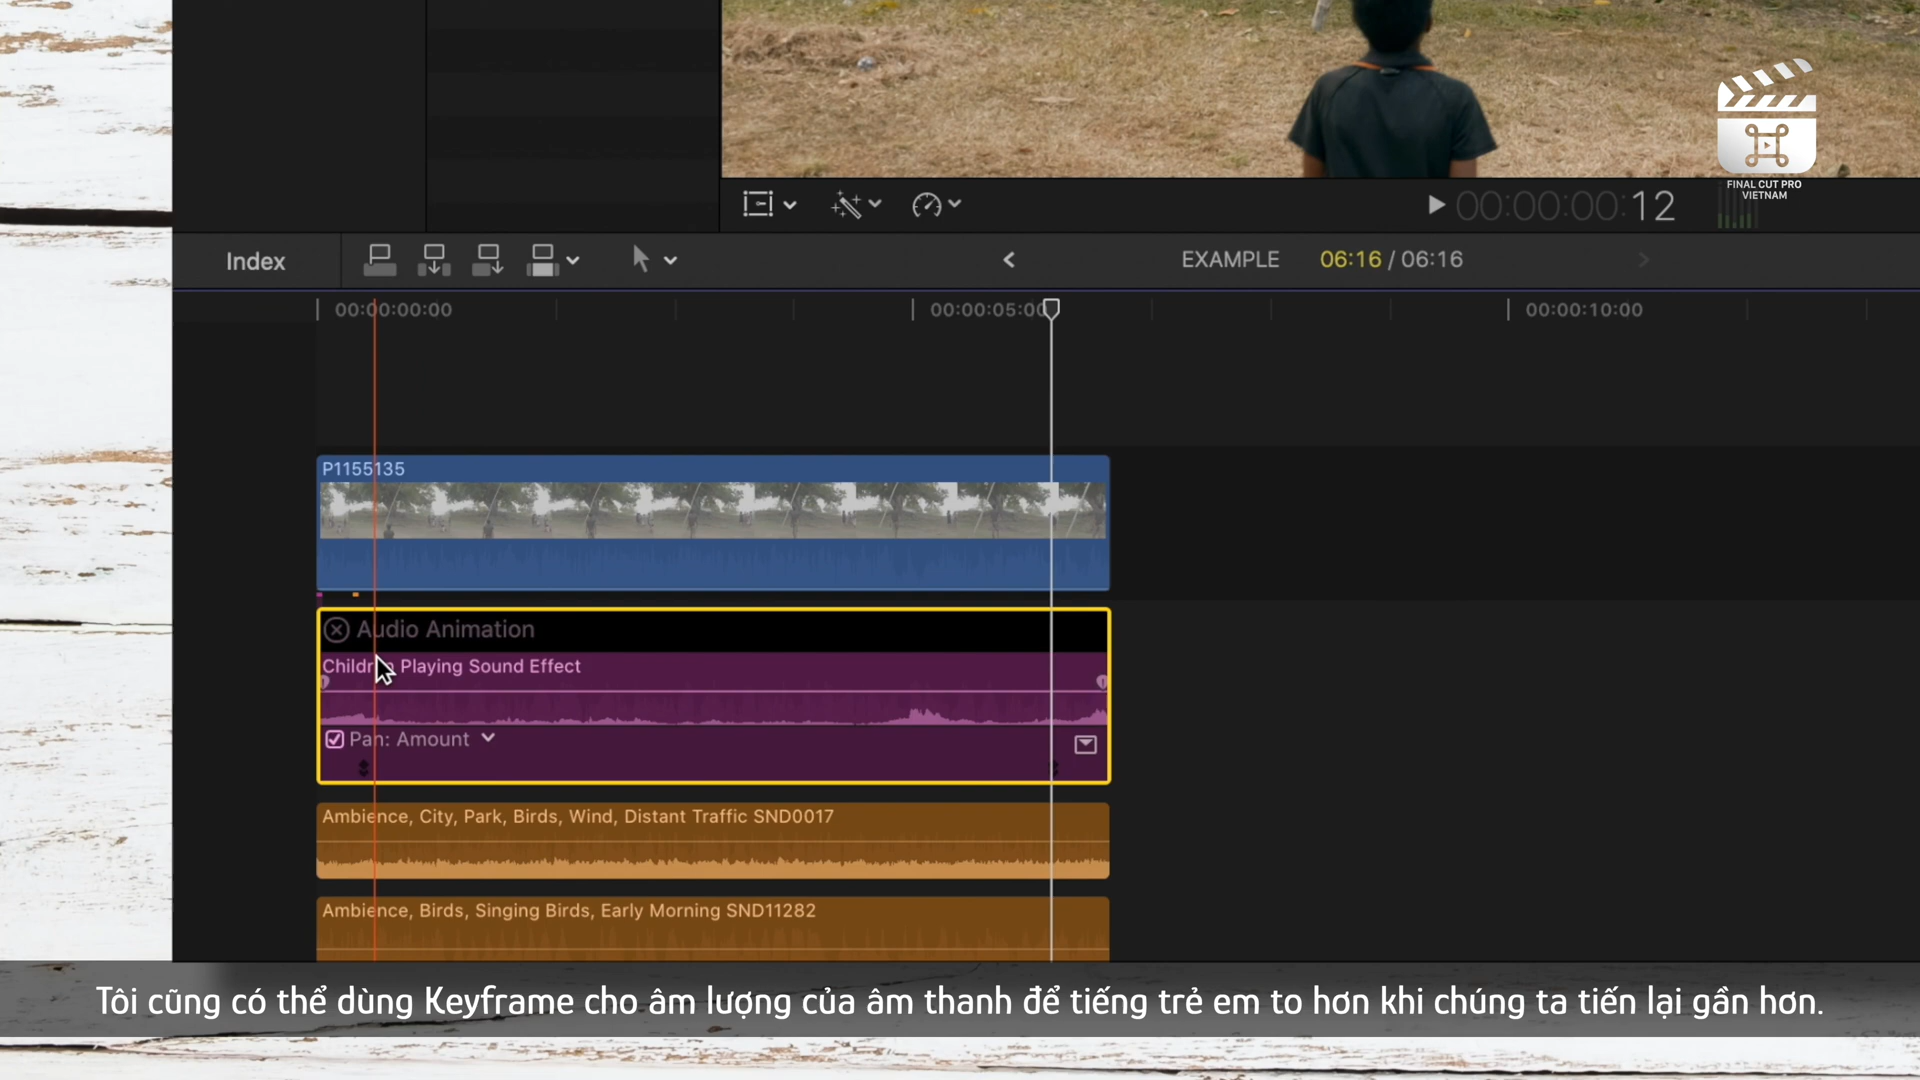 FINAL CUT PRO
VIETNAM
00:00:00:12
Index
EXAMPLE 06:16 / 06:16
00:00:00:00
00:00:05:00
00:00:10:00
P1155135
Audio Animation
Children Playing Sound Effect
Pan: Amount
Ambience, City, Park, Birds, Wind, Distant Traffic SND0017
Ambience, Birds, Singing Birds, Early Morning SND11282
Tôi cũng có thể dùng Keyframe cho âm lượng của âm thanh để tiếng trẻ em to hơn khi chúng ta tiến lại gần hơn.